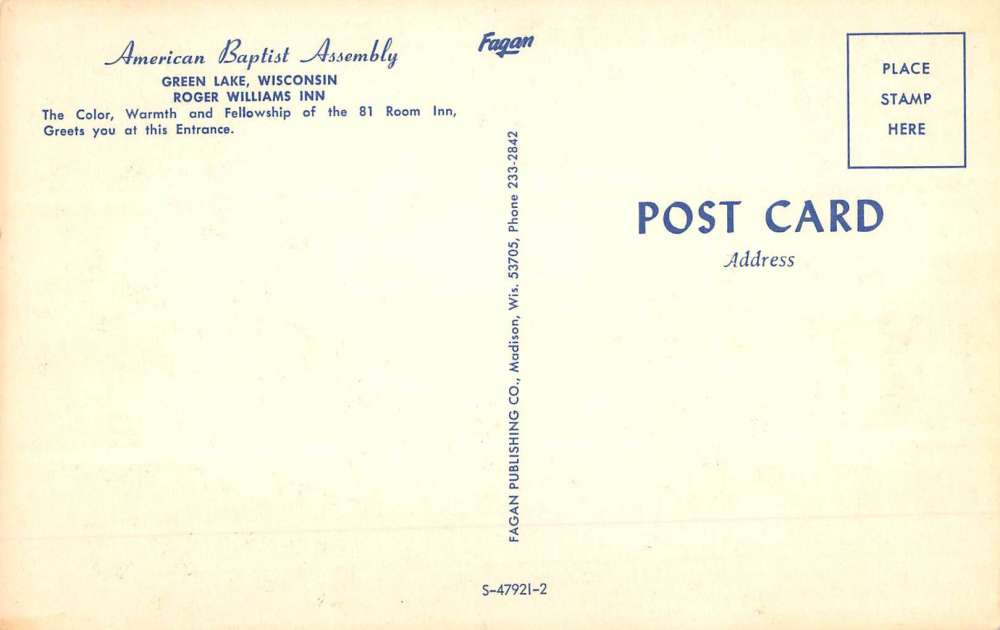 American Baptist Assembly
GREEN LAKE, WISCONSIN
ROGER WILLIAMS INN
The Color, Warmth and Fellowship of the 81 Room Inn,
Greets you at this Entrance.
Fagan
FAGAN PUBLISHING CO., Madison, Wis. 53705, Phone 233-2842
PLACE
STAMP
HERE
POST CARD
Address
S-47921-2